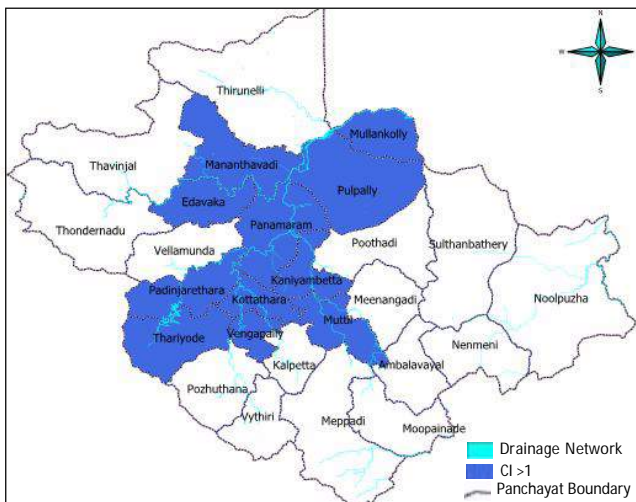 N
W
E
S
Thirunelli
Mullankolly
Thavinjal
Mananthavadi
Pulpally
Edavaka
Panamaram
Thondernadu
Poothadi
Sulthanbathery
Vellamunda
Kaniyambetta
Padinjarethara
Meenangadi
Noolpuzha
Kottathara
Muttil
Thariyode
Vengapally
Nenmeni
Kalpetta
Ambalavayal
Pozhuthana
Vythiri
Meppadi
Moopainade
Drainage Network
CI >1
Panchayat Boundary